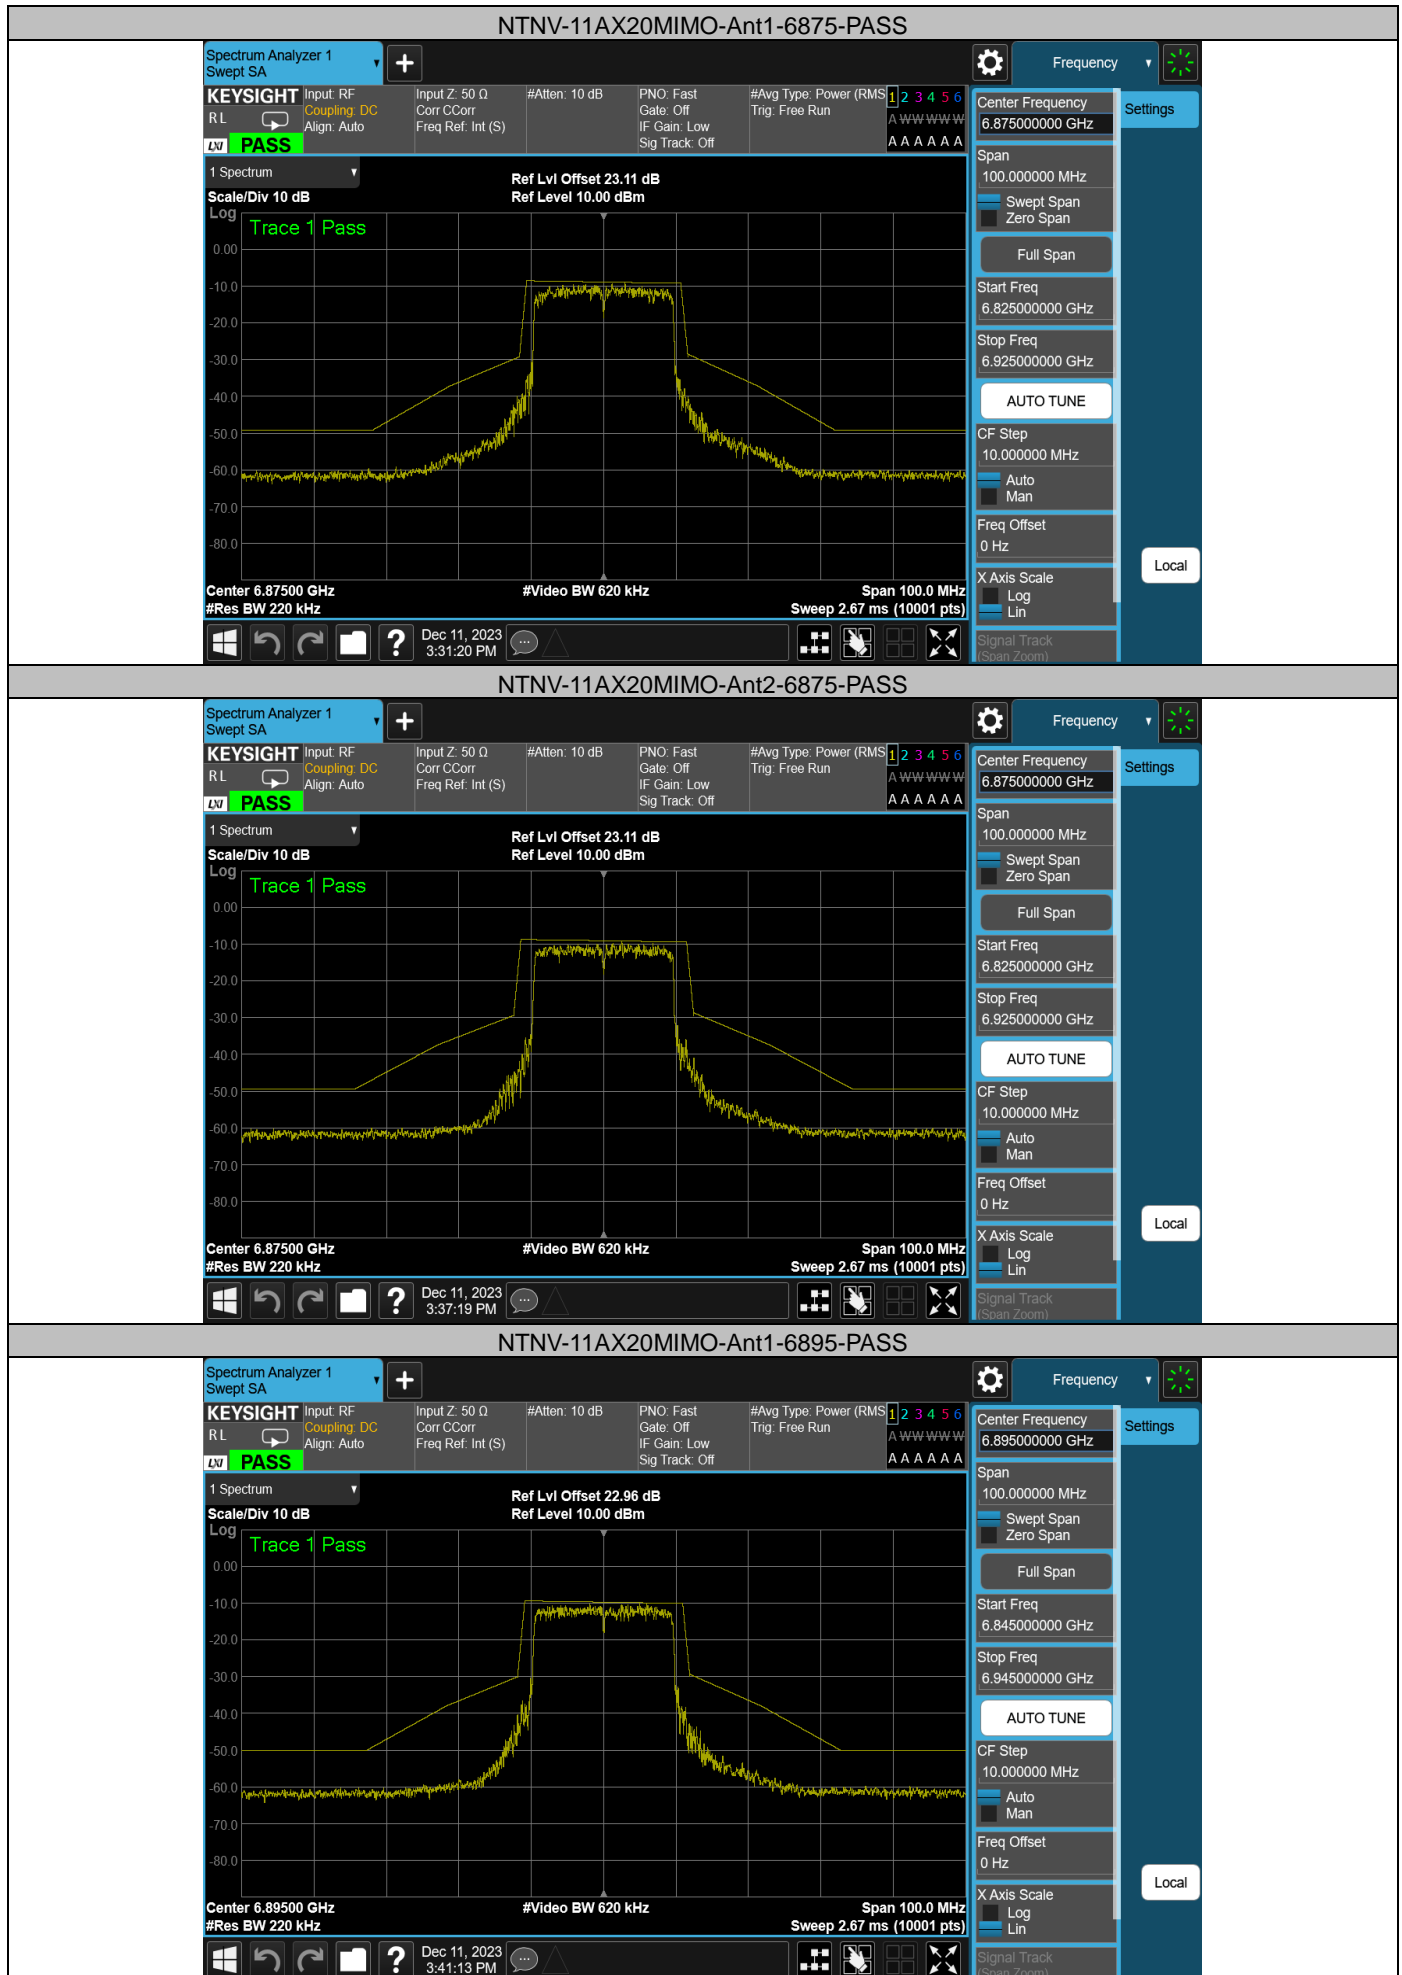 NTNV-11AX20MIMO-Ant1-6875-PASS
Spectrum Analyzer 1
Swept SA
Frequency
KEYSIGHT
Input: RF
Coupling: DC
Align: Auto
Input Z: 50 Ω
Corr CCorr
Freq Ref: Int (S)
#Atten: 10 dB
PNO: Fast
Gate: Off
IF Gain: Low
Sig Track: Off
#Avg Type: Power (RMS
Trig: Free Run
1 2 3 4 5 6
A W W W W W
A A A A A A
R L
LXI PASS
Center Frequency
6.875000000 GHz
Settings
Span
100.000000 MHz
Swept Span
Zero Span
Full Span
Start Freq
6.825000000 GHz
Stop Freq
6.925000000 GHz
AUTO TUNE
CF Step
10.000000 MHz
Auto
Man
Freq Offset
0 Hz
X Axis Scale
Log
Lin
Signal Track
(Span Zoom)
Local
1 Spectrum
Scale/Div 10 dB
Ref Lvl Offset 23.11 dB
Ref Level 10.00 dBm
Log
Trace 1 Pass
0.00
-10.0
-20.0
-30.0
-40.0
-50.0
-60.0
-70.0
-80.0
Center 6.87500 GHz
#Video BW 620 kHz
Span 100.0 MHz
#Res BW 220 kHz
Sweep 2.67 ms (10001 pts)
?
Dec 11, 2023
3:31:20 PM
NTNV-11AX20MIMO-Ant2-6875-PASS
Spectrum Analyzer 1
Swept SA
Frequency
KEYSIGHT
Input: RF
Coupling: DC
Align: Auto
Input Z: 50 Ω
Corr CCorr
Freq Ref: Int (S)
#Atten: 10 dB
PNO: Fast
Gate: Off
IF Gain: Low
Sig Track: Off
#Avg Type: Power (RMS
Trig: Free Run
1 2 3 4 5 6
A W W W W W
A A A A A A
R L
LXI PASS
Center Frequency
6.875000000 GHz
Settings
Span
100.000000 MHz
Swept Span
Zero Span
Full Span
Start Freq
6.825000000 GHz
Stop Freq
6.925000000 GHz
AUTO TUNE
CF Step
10.000000 MHz
Auto
Man
Freq Offset
0 Hz
X Axis Scale
Log
Lin
Signal Track
(Span Zoom)
Local
1 Spectrum
Scale/Div 10 dB
Ref Lvl Offset 23.11 dB
Ref Level 10.00 dBm
Log
Trace 1 Pass
0.00
-10.0
-20.0
-30.0
-40.0
-50.0
-60.0
-70.0
-80.0
Center 6.87500 GHz
#Video BW 620 kHz
Span 100.0 MHz
#Res BW 220 kHz
Sweep 2.67 ms (10001 pts)
?
Dec 11, 2023
3:37:19 PM
NTNV-11AX20MIMO-Ant1-6895-PASS
Spectrum Analyzer 1
Swept SA
Frequency
KEYSIGHT
Input: RF
Coupling: DC
Align: Auto
Input Z: 50 Ω
Corr CCorr
Freq Ref: Int (S)
#Atten: 10 dB
PNO: Fast
Gate: Off
IF Gain: Low
Sig Track: Off
#Avg Type: Power (RMS
Trig: Free Run
1 2 3 4 5 6
A W W W W W
A A A A A A
R L
LXI PASS
Center Frequency
6.895000000 GHz
Settings
Span
100.000000 MHz
Swept Span
Zero Span
Full Span
Start Freq
6.845000000 GHz
Stop Freq
6.945000000 GHz
AUTO TUNE
CF Step
10.000000 MHz
Auto
Man
Freq Offset
0 Hz
X Axis Scale
Log
Lin
Signal Track
(Span Zoom)
Local
1 Spectrum
Scale/Div 10 dB
Ref Lvl Offset 22.96 dB
Ref Level 10.00 dBm
Log
Trace 1 Pass
0.00
-10.0
-20.0
-30.0
-40.0
-50.0
-60.0
-70.0
-80.0
Center 6.89500 GHz
#Video BW 620 kHz
Span 100.0 MHz
#Res BW 220 kHz
Sweep 2.67 ms (10001 pts)
?
Dec 11, 2023
3:41:13 PM